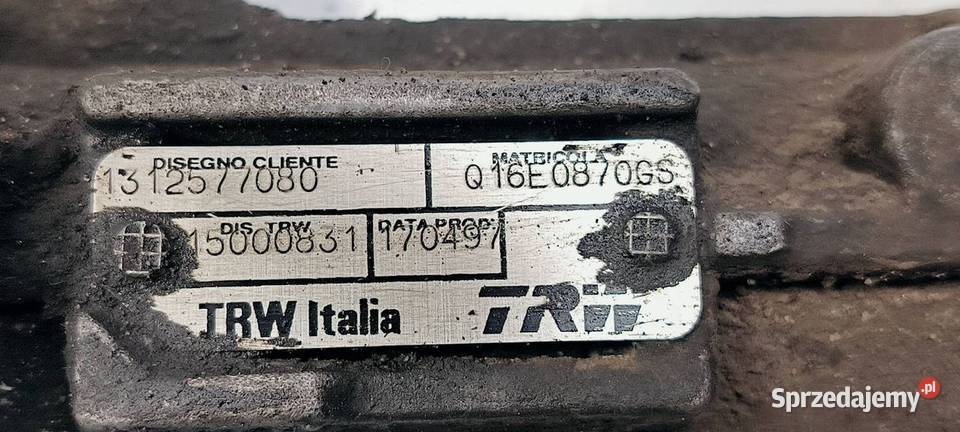 DISEGNO CLIENTE MATRICOLA
1312577080 Q16E0870GS
DIS. TRW DATA PROD.
15000831 170497
TRW Italia TRW
Sprzedajemy.pl